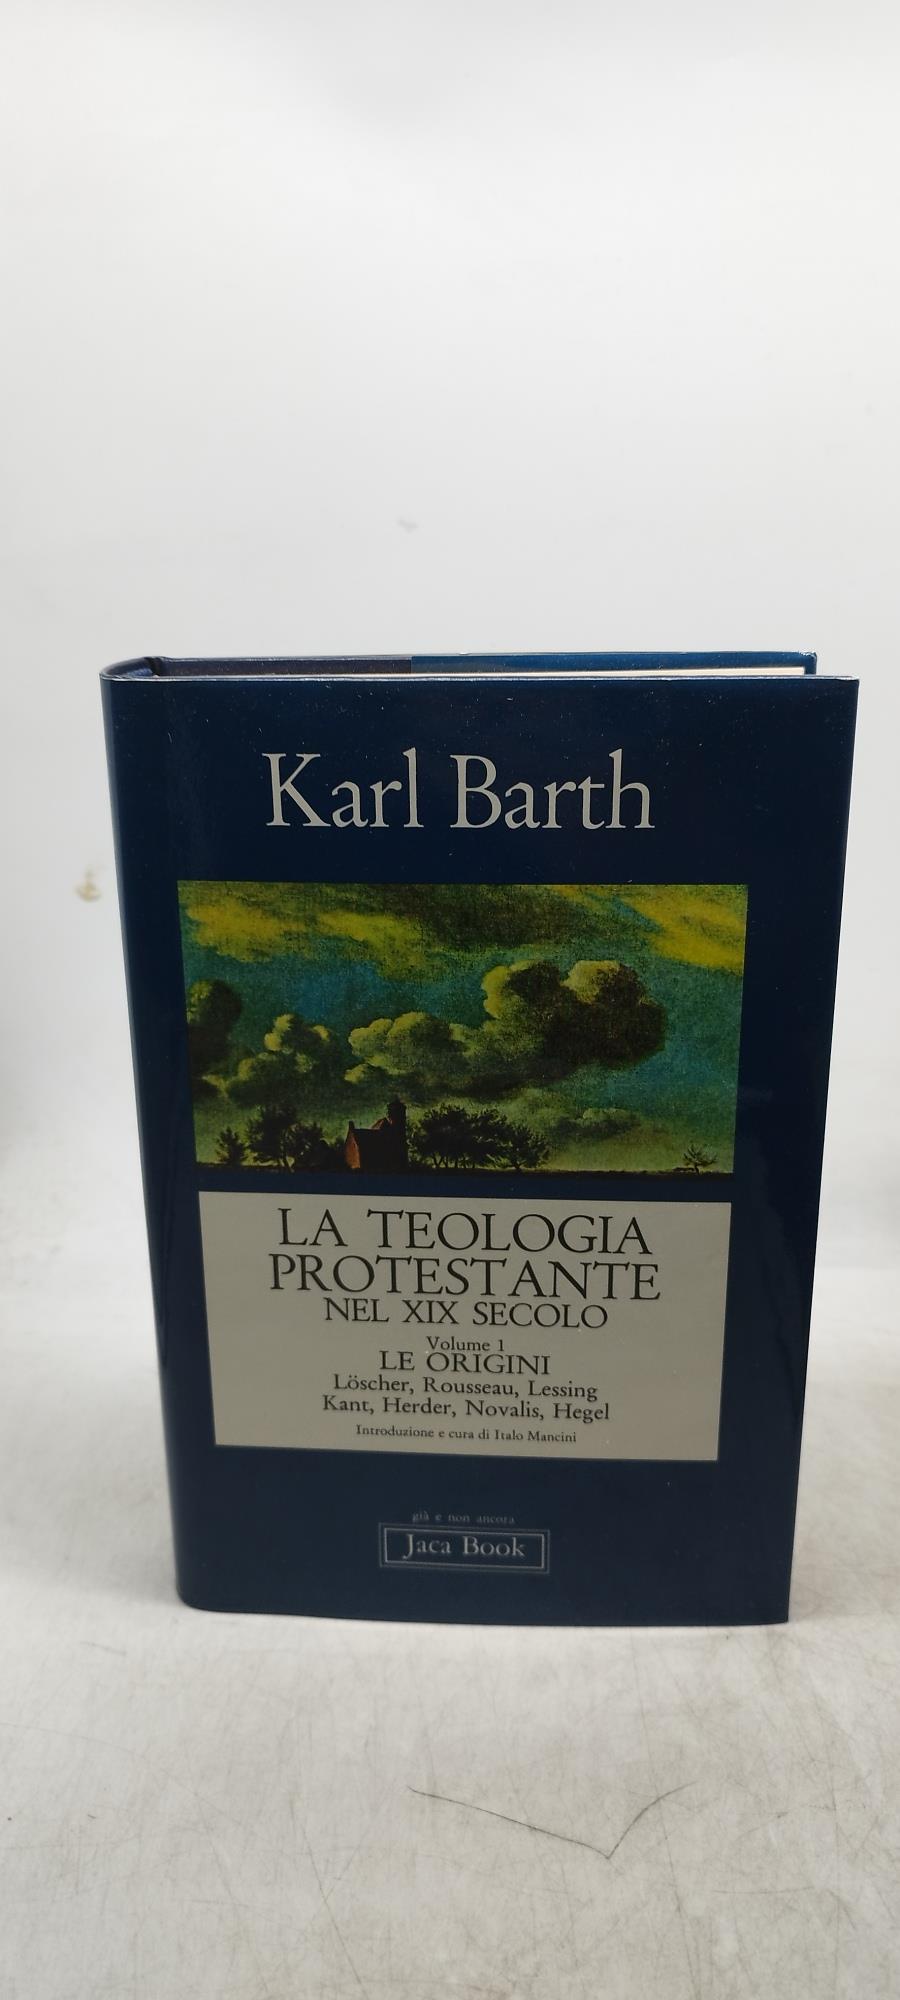 Karl Barth
LA TEOLOGIA
PROTESTANTE
NEL XIX SECOLO
Volume 1
LE ORIGINI
Löscher, Rousseau, Lessing
Kant, Herder, Novalis, Hegel
Introduzione e cura di Italo Mancini
già e non ancora
Jaca Book